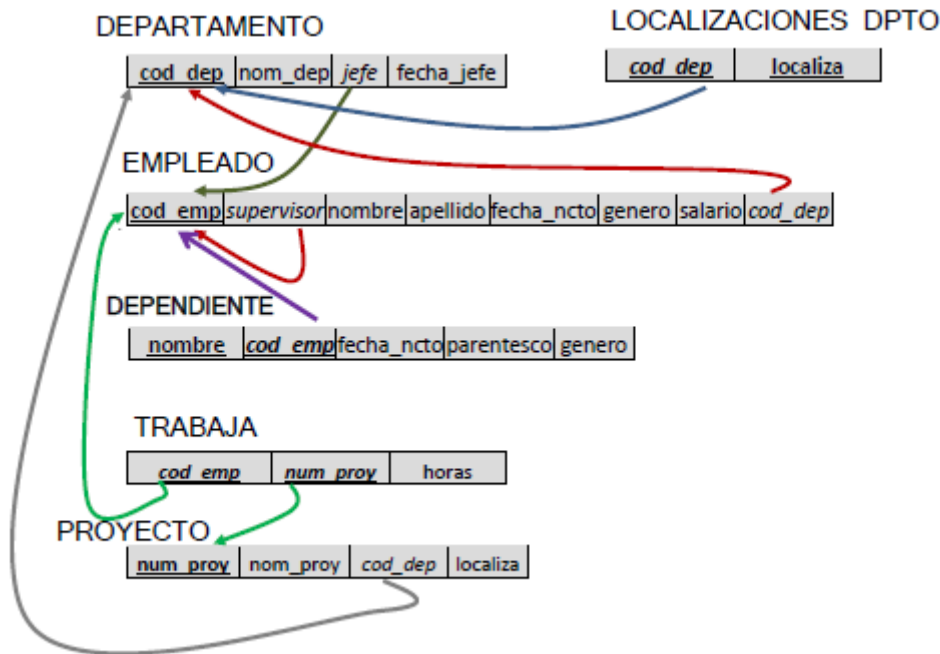 DEPARTAMENTO
LOCALIZACIONES DPTO
cod_dep nom_dep jefe fecha_jefe
cod_dep localiza
EMPLEADO
cod_emp supervisor nombre apellido fecha_ncto genero salario cod_dep
DEPENDIENTE
nombre cod_emp fecha_ncto parentesco genero
TRABAJA
cod_emp num_proy horas
PROYECTO
num_proy nom_proy cod_dep localiza